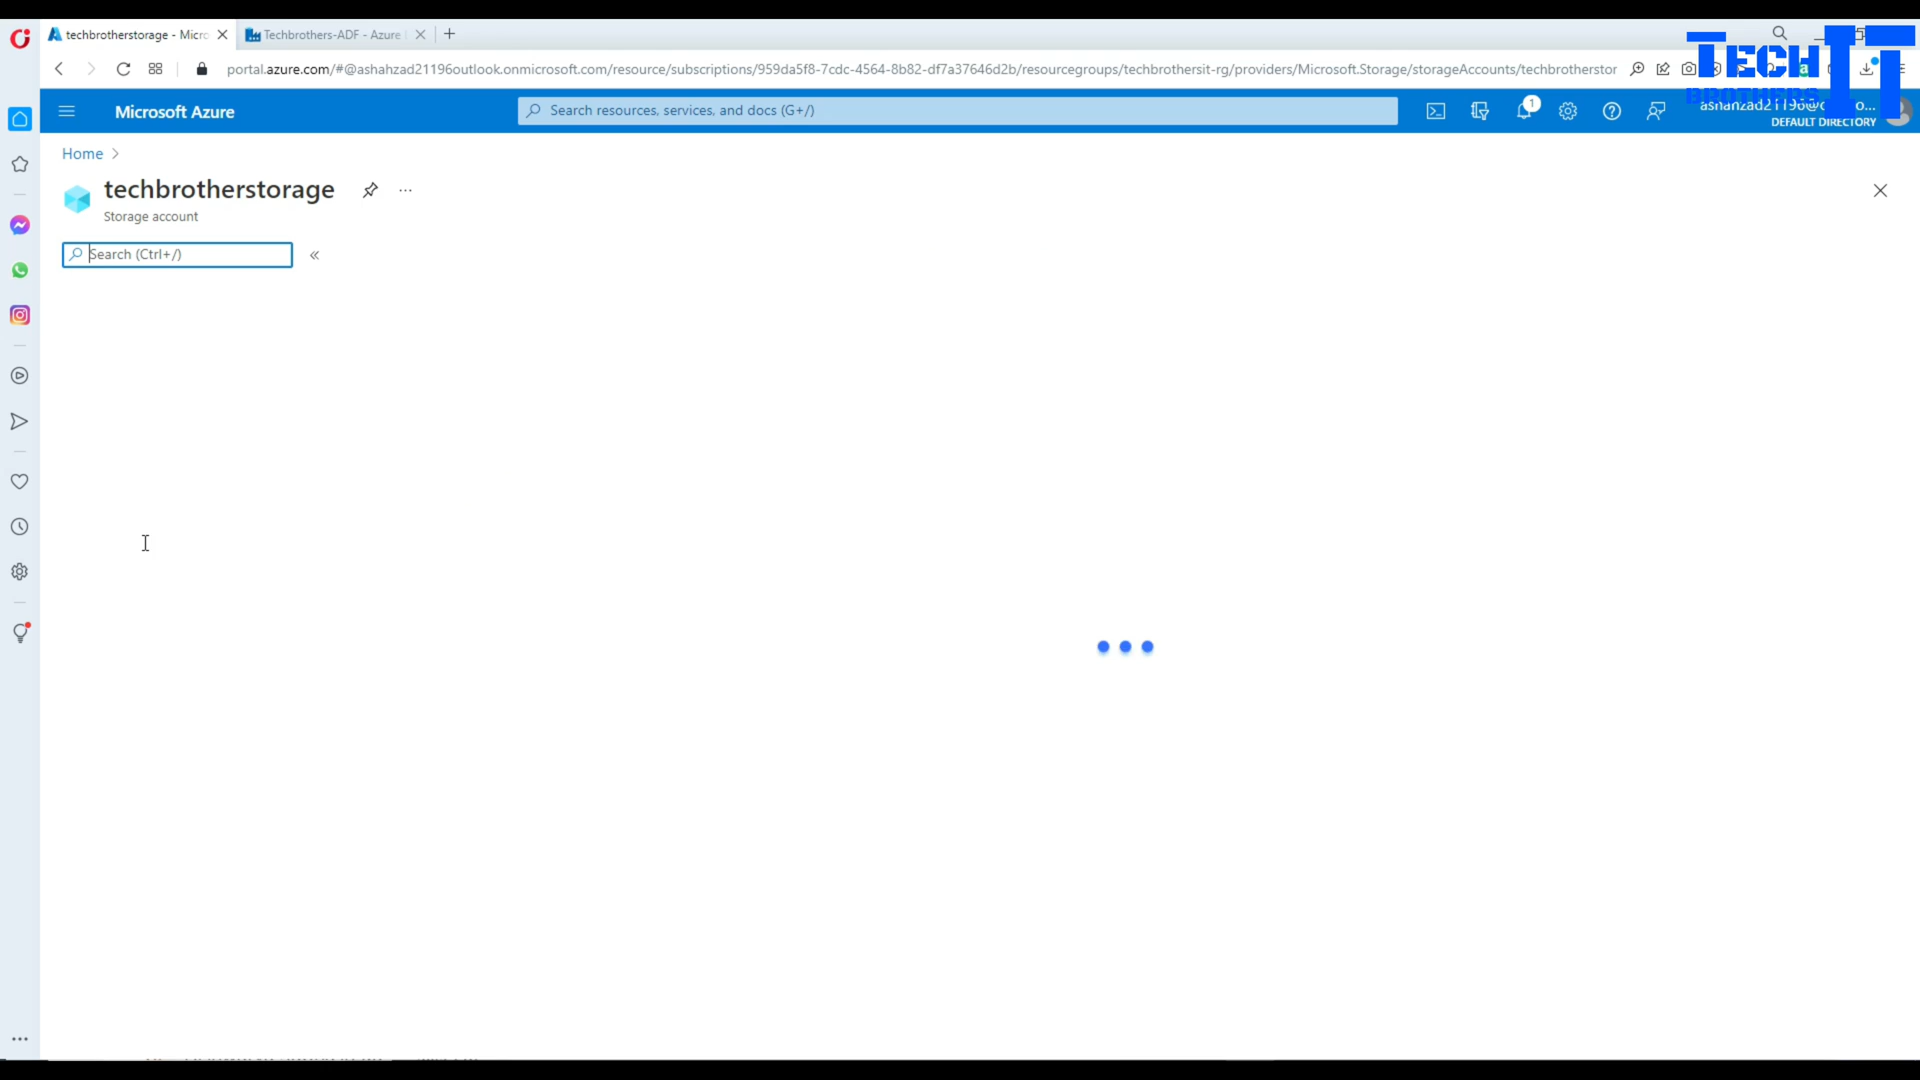 techbrotherstorage - Micro
Techbrothers-ADF - Azure
portal.azure.com/#@ashahzad21196outlook.onmicrosoft.com/resource/subscriptions/959da5f8-7cdc-4564-8b82-df7a37646d2b/resourcegroups/techbrothersit-rg/providers/Microsoft.Storage/storageAccounts/techbrotherstor
TECH IT
BROTHERS
Microsoft Azure
Search resources, services, and docs (G+/)
1
DEFAULT DIRECTORY
Home
techbrotherstorage
Storage account
Search (Ctrl+/)